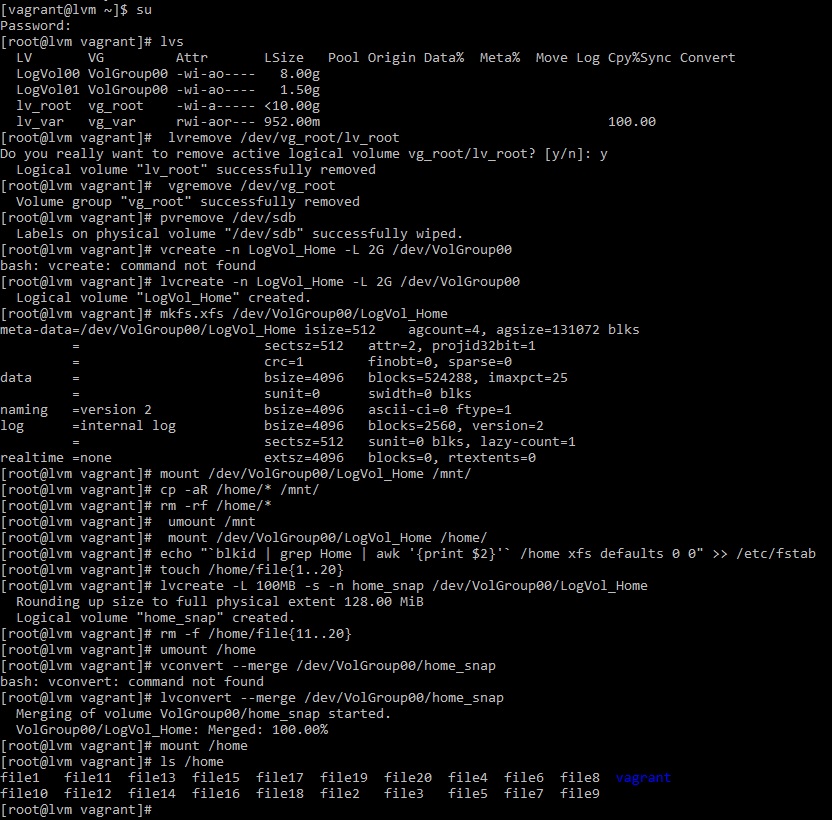 [vagrant@lvm ~]$ su
Password:
[root@lvm vagrant]# lvs
  LV       VG         Attr       LSize   Pool Origin Data%  Meta%  Move Log Cpy%Sync Convert
  LogVol00 VolGroup00 -wi-ao----   8.00g
  LogVol01 VolGroup00 -wi-ao----   1.50g
  lv_root  vg_root    -wi-a----- <10.00g
  lv_var   vg_var     rwi-aor--- 952.00m                                    100.00
[root@lvm vagrant]#  lvremove /dev/vg_root/lv_root
Do you really want to remove active logical volume vg_root/lv_root? [y/n]: y
  Logical volume "lv_root" successfully removed
[root@lvm vagrant]#  vgremove /dev/vg_root
  Volume group "vg_root" successfully removed
[root@lvm vagrant]# pvremove /dev/sdb
  Labels on physical volume "/dev/sdb" successfully wiped.
[root@lvm vagrant]# vcreate -n LogVol_Home -L 2G /dev/VolGroup00
bash: vcreate: command not found
[root@lvm vagrant]# lvcreate -n LogVol_Home -L 2G /dev/VolGroup00
  Logical volume "LogVol_Home" created.
[root@lvm vagrant]# mkfs.xfs /dev/VolGroup00/LogVol_Home
meta-data=/dev/VolGroup00/LogVol_Home isize=512    agcount=4, agsize=131072 blks
         =                       sectsz=512   attr=2, projid32bit=1
         =                       crc=1        finobt=0, sparse=0
data     =                       bsize=4096   blocks=524288, imaxpct=25
         =                       sunit=0      swidth=0 blks
naming   =version 2              bsize=4096   ascii-ci=0 ftype=1
log      =internal log           bsize=4096   blocks=2560, version=2
         =                       sectsz=512   sunit=0 blks, lazy-count=1
realtime =none                   extsz=4096   blocks=0, rtextents=0
[root@lvm vagrant]# mount /dev/VolGroup00/LogVol_Home /mnt/
[root@lvm vagrant]# cp -aR /home/* /mnt/
[root@lvm vagrant]# rm -rf /home/*
[root@lvm vagrant]#  umount /mnt
[root@lvm vagrant]#  mount /dev/VolGroup00/LogVol_Home /home/
[root@lvm vagrant]# echo "`blkid | grep Home | awk '{print $2}'` /home xfs defaults 0 0" >> /etc/fstab
[root@lvm vagrant]# touch /home/file{1..20}
[root@lvm vagrant]# lvcreate -L 100MB -s -n home_snap /dev/VolGroup00/LogVol_Home
  Rounding up size to full physical extent 128.00 MiB
  Logical volume "home_snap" created.
[root@lvm vagrant]# rm -f /home/file{11..20}
[root@lvm vagrant]# umount /home
[root@lvm vagrant]# vconvert --merge /dev/VolGroup00/home_snap
bash: vconvert: command not found
[root@lvm vagrant]# lvconvert --merge /dev/VolGroup00/home_snap
  Merging of volume VolGroup00/home_snap started.
  VolGroup00/LogVol_Home: Merged: 100.00%
[root@lvm vagrant]# mount /home
[root@lvm vagrant]# ls /home
file1   file11  file13  file15  file17  file19  file20  file4  file6  file8  vagrant
file10  file12  file14  file16  file18  file2   file3   file5  file7  file9
[root@lvm vagrant]#